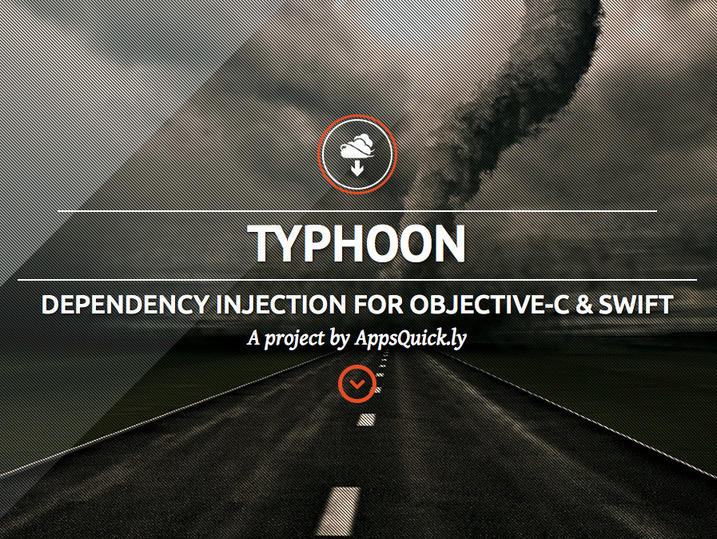 TYPHOON
DEPENDENCY INJECTION FOR OBJECTIVE-C & SWIFT
A project by AppsQuick.ly